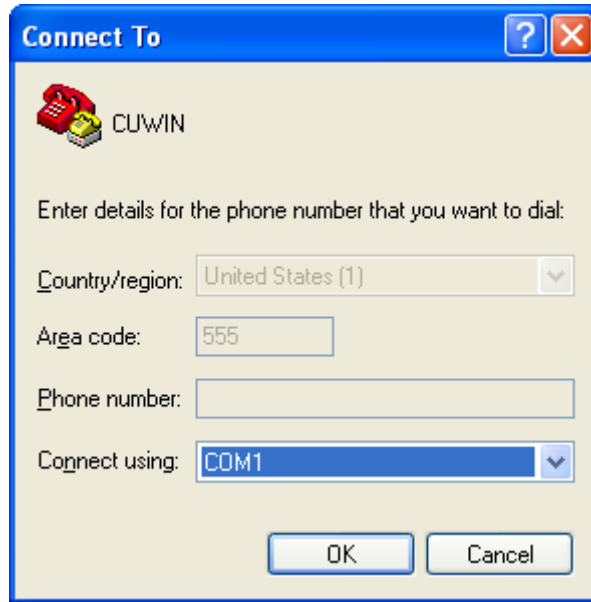 Connect To
CUWIN
Enter details for the phone number that you want to dial:
Country/region: United States (1)
Area code: 555
Phone number:
Connect using: COM1
OK Cancel